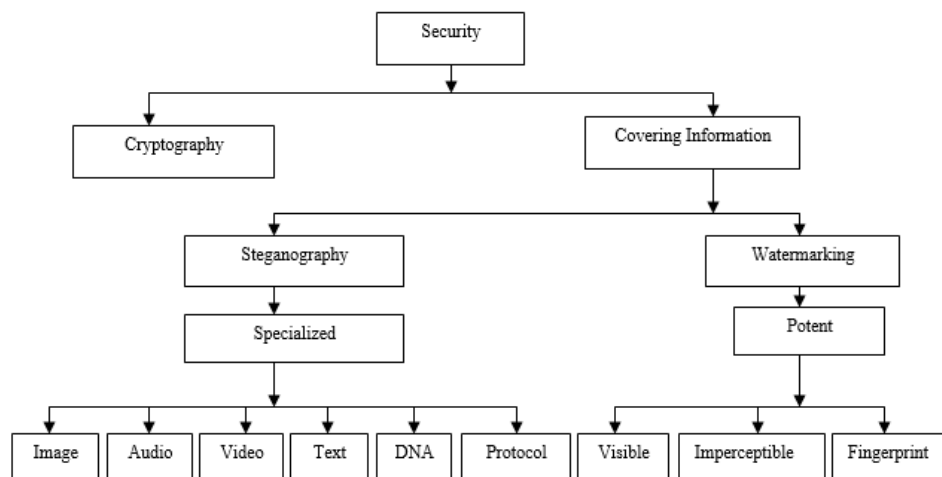 Security
Cryptography
Covering Information
Steganography
Watermarking
Specialized
Potent
Image
Audio
Video
Text
DNA
Protocol
Visible
Imperceptible
Fingerprint